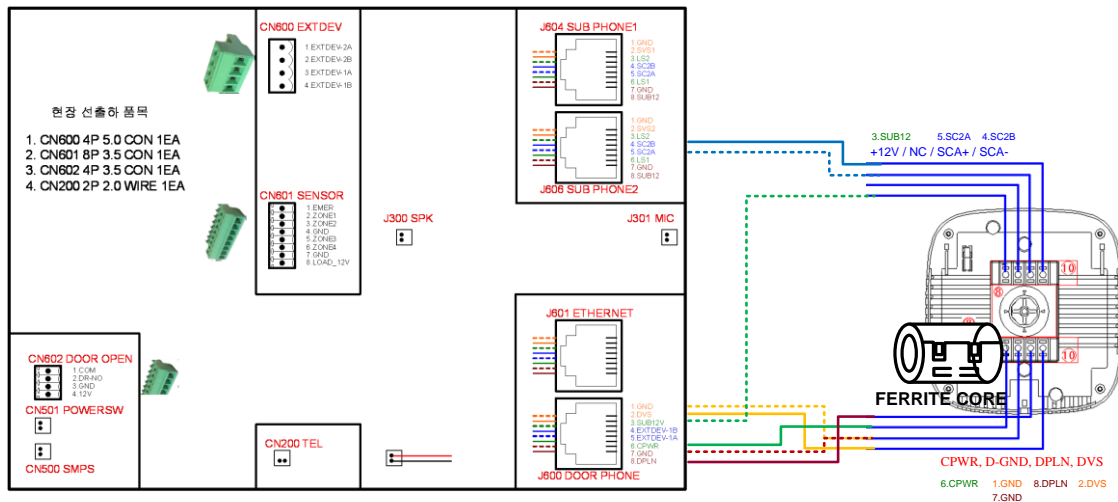 현장 선출하 품목
1. CN600 4P 5.0 CON 1EA
2. CN601 8P 3.5 CON 1EA
3. CN602 4P 3.5 CON 1EA
4. CN200 2P 2.0 WIRE 1EA
CN600 EXTDEV
1.EXTDEV-2A
2.EXTDEV-2B
3.EXTDEV-1A
4.EXTDEV-1B
CN601 SENSOR
1.EMER
2.ZONE1
3.ZONE2
4.GND
5.ZONE3
6.ZONE4
7.GND
8.LOAD_12V
CN602 DOOR OPEN
1.COM
2.DR-NO
3.GND
4.12V
CN501 POWERSW
CN500 SMPS
CN200 TEL
J300 SPK
J301 MIC
J604 SUB PHONE1
1.GND
2.SVS1
3.LS2
4.SC2B
5.SC2A
6.LS1
7.GND
8.SUB12
1.GND
2.SVS2
3.LS2
4.SC2B
5.SC2A
6.LS1
7.GND
8.SUB12
J606 SUB PHONE2
J601 ETHERNET
1.GND
2.DVS
3.SUB12V
4.EXTDEV-1B
5.EXTDEV-1A
6.CPWR
7.GND
8.DPLN
J600 DOOR PHONE
3.SUB12 5.SC2A 4.SC2B
+12V / NC / SCA+ / SCA-
10
8
10
FERRITE CORE
CPWR, D-GND, DPLN, DVS
6.CPWR 1.GND 8.DPLN 2.DVS
7.GND